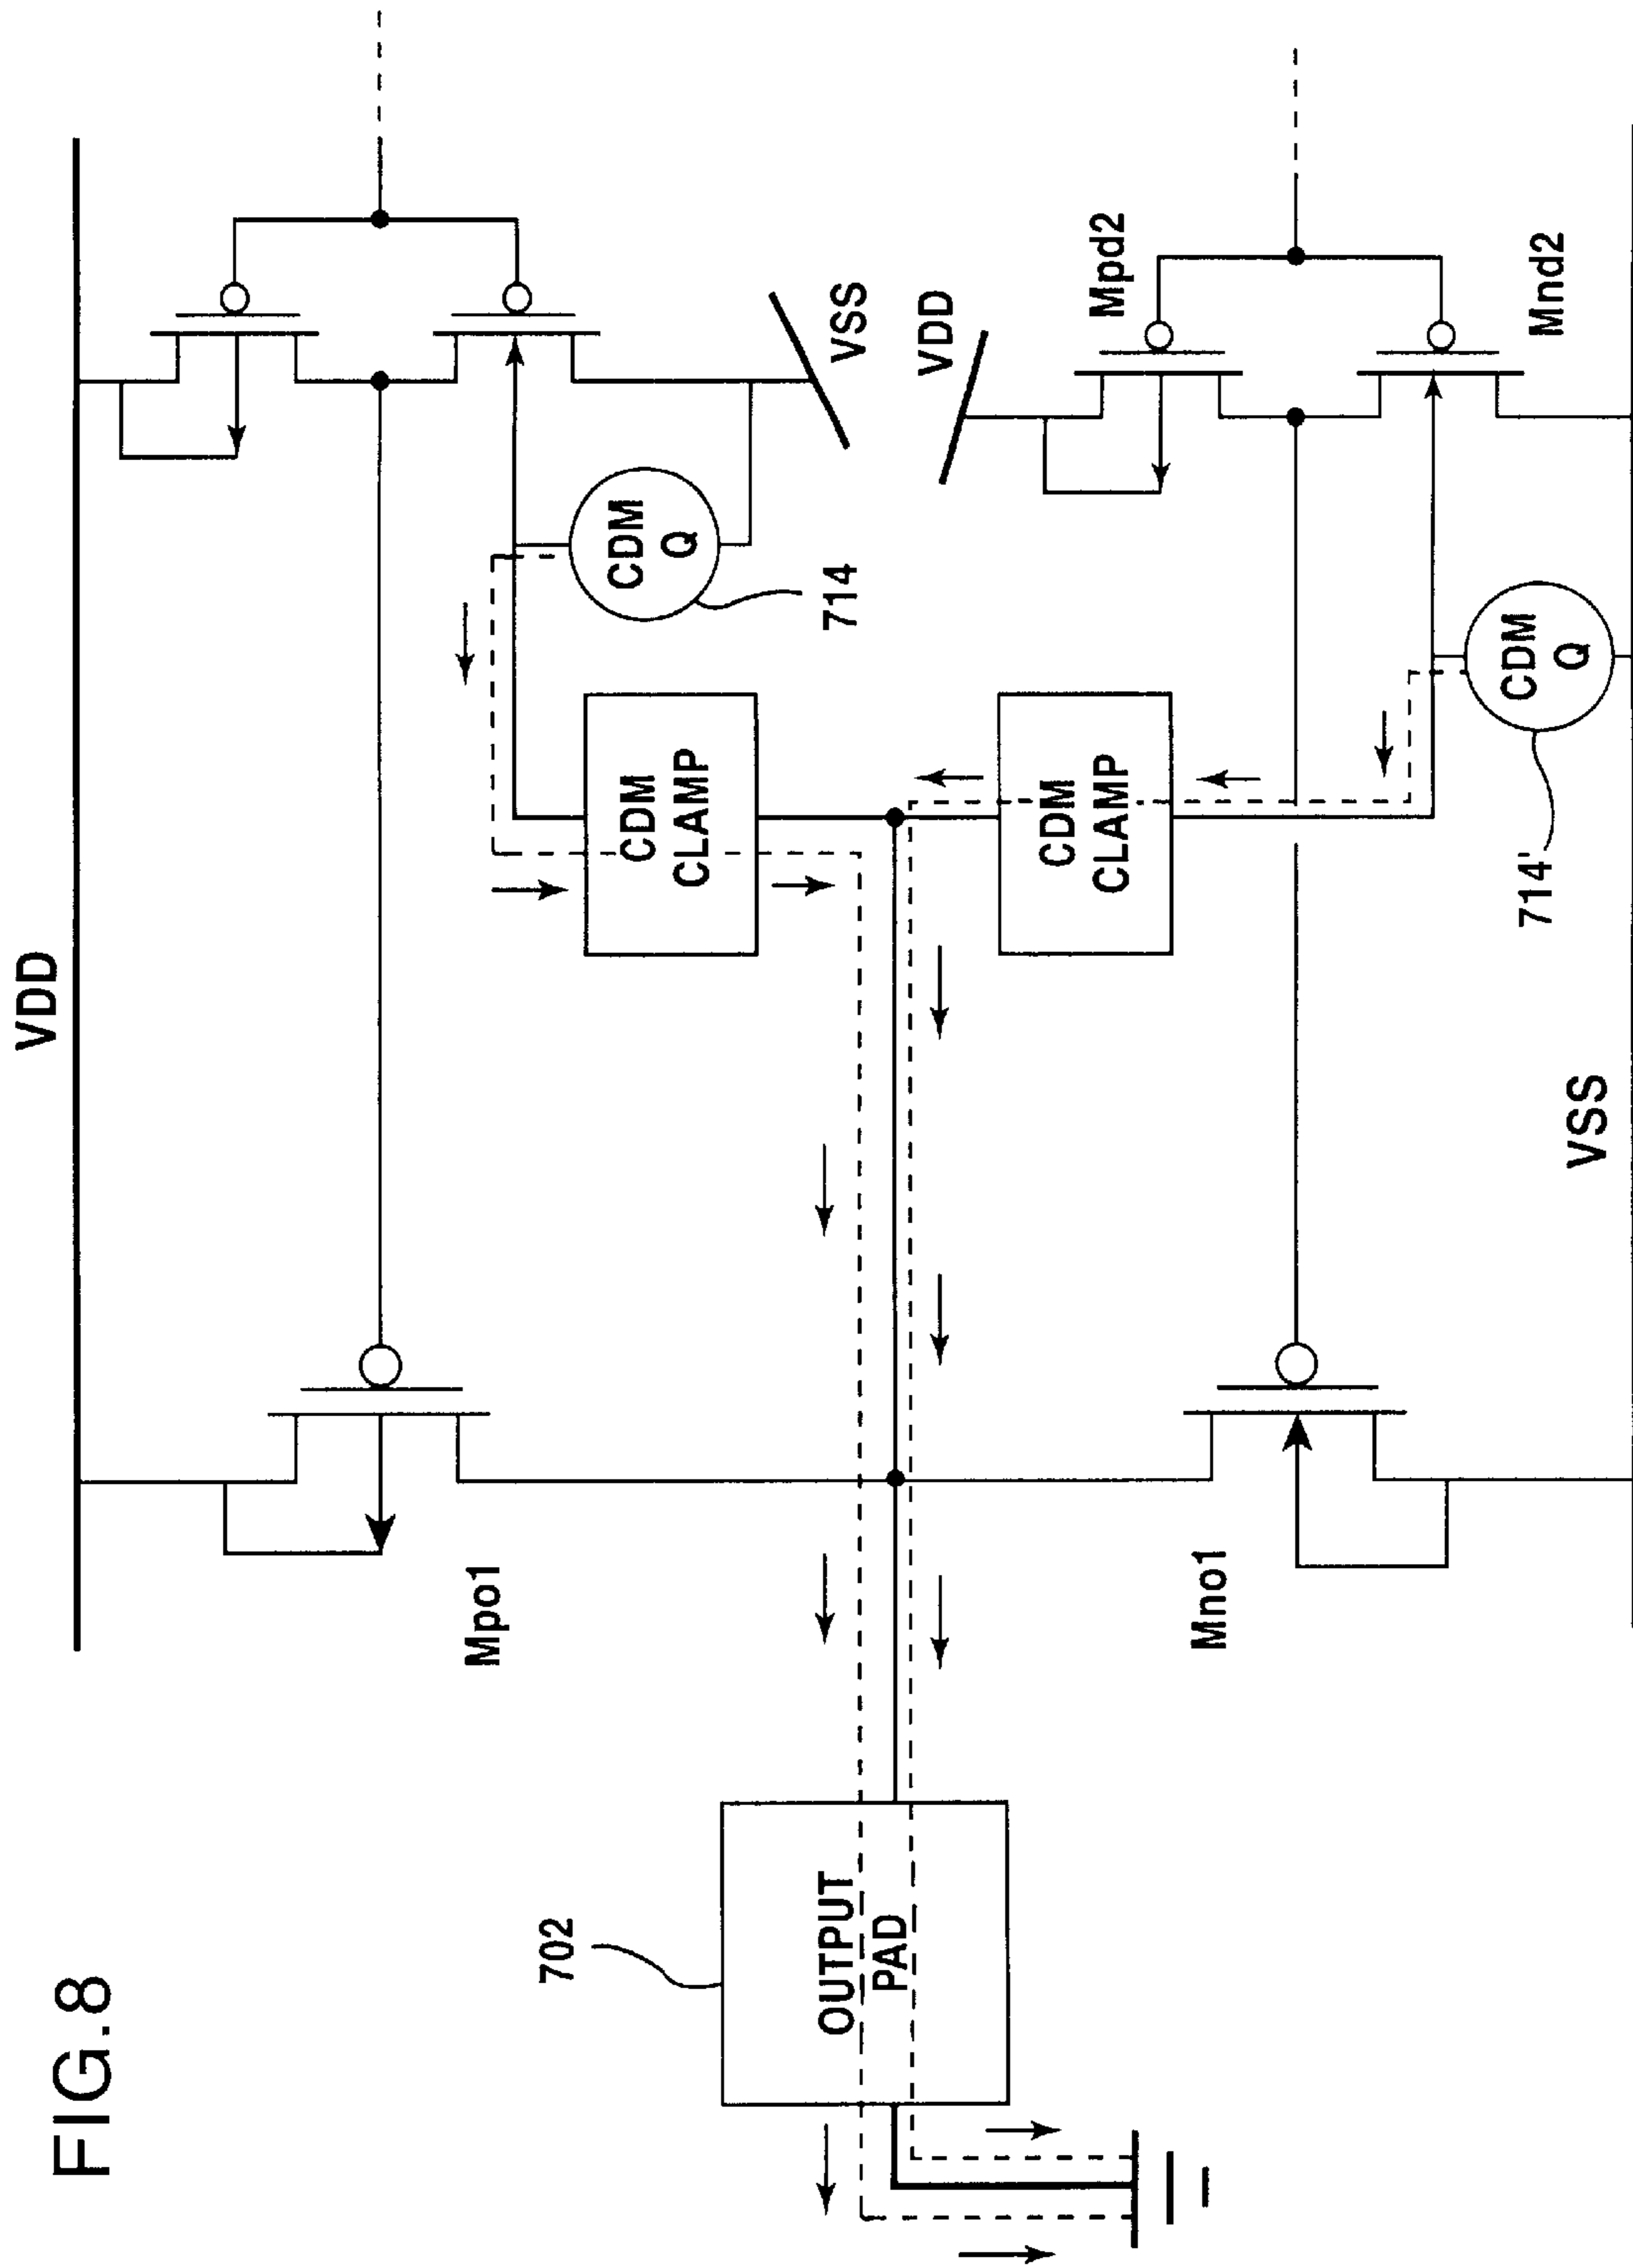 FIG.8
VDD
Mpo1
VSS
CDM
Q
714
CDM
CLAMP
702
OUTPUT
PAD
VDD
Mpd2
CDM
CLAMP
Mno1
Mnd2
CDM
Q
714'
VSS